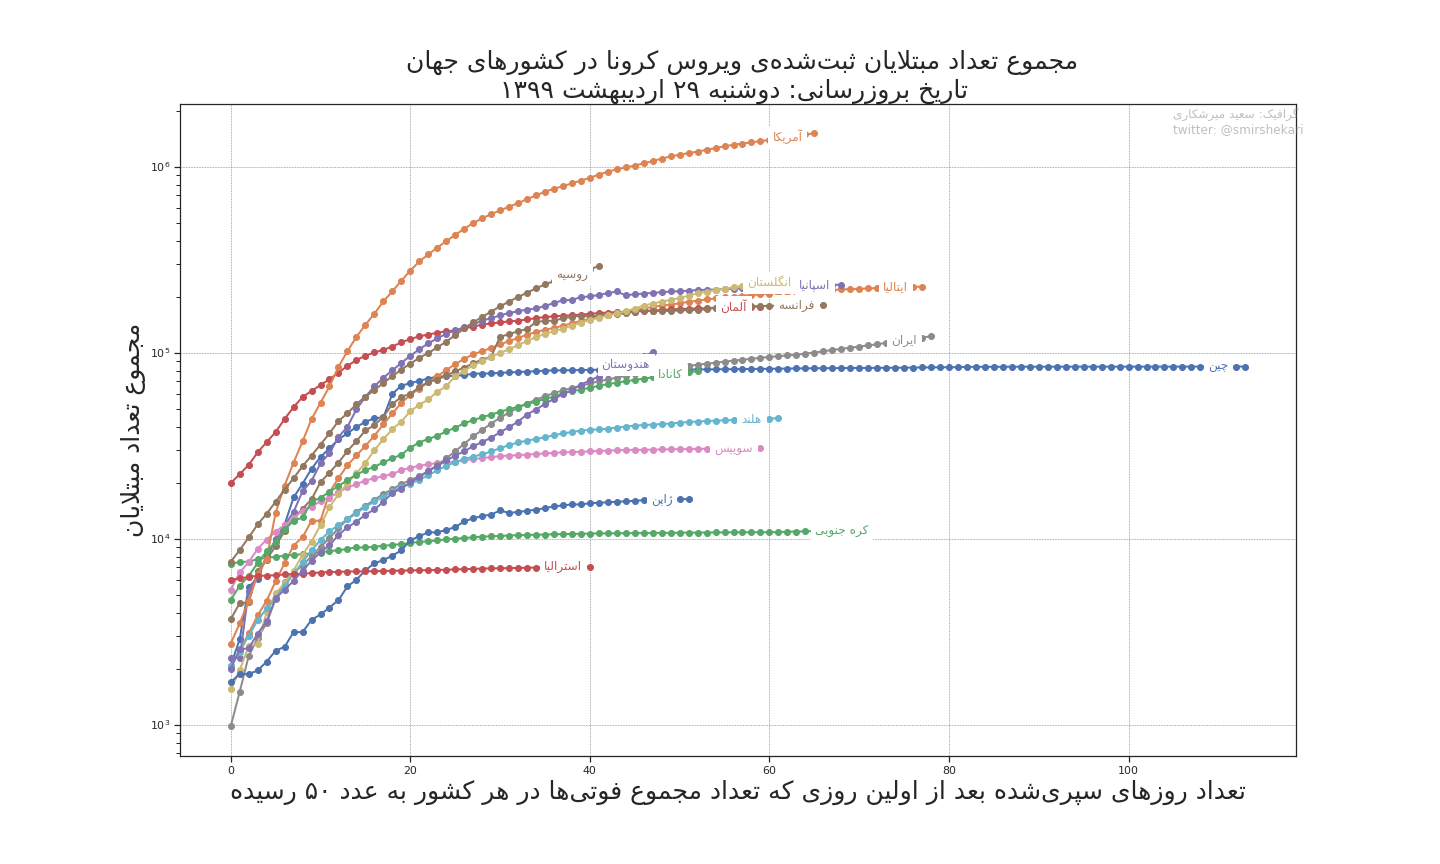 مجموع تعداد مبتلایان ثبت‌شده‌ی ویروس کرونا در کشورهای جهان
تاریخ بروزرسانی: دوشنبه ۲۹ اردیبهشت ۱۳۹۹
گرافیک: سعید میرشکاری
twitter: @smirshekari
مجموع تعداد مبتلایان
10⁶
10⁵
10⁴
10³
آمریکا
روسیه
انگلستان
اسپانیا
ایتالیا
آلمان
فرانسه
ایران
هندوستان
کانادا
چین
هلند
سوییس
ژاپن
کره جنوبی
استرالیا
0 20 40 60 80 100
تعداد روزهای سپری‌شده بعد از اولین روزی که تعداد مجموع فوتی‌ها در هر کشور به عدد ۵۰ رسیده